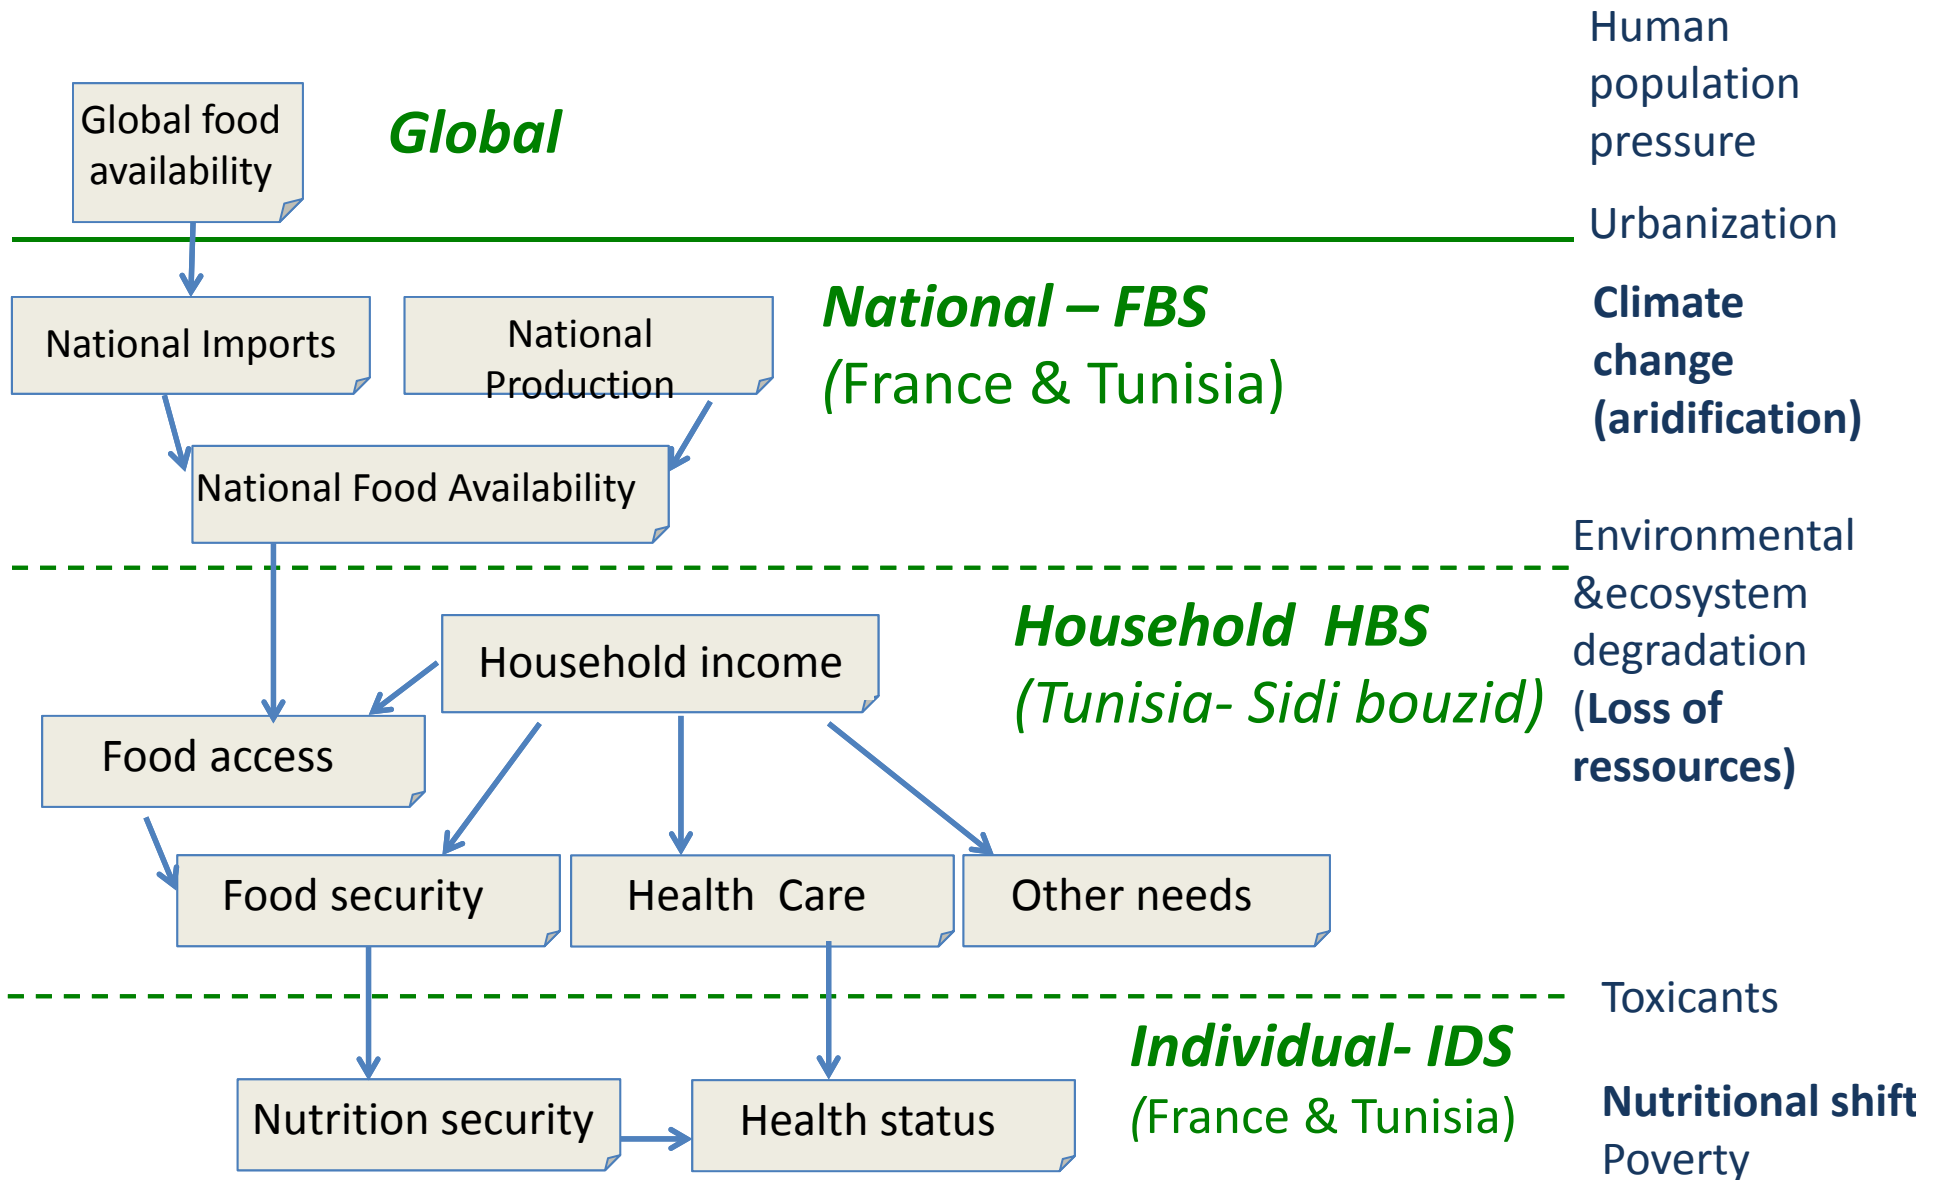 Global food
availability
Global
Human
population
pressure
Urbanization
National Imports
National
Production
National – FBS
(France & Tunisia)
Climate
change
(aridification)
National Food Availability
Environmental
&ecosystem
degradation
(Loss of
ressources)
Household income
Household  HBS
(Tunisia- Sidi bouzid)
Food access
Food security
Health  Care
Other needs
Toxicants
Individual- IDS
(France & Tunisia)
Nutrition security
Health status
Nutritional shift
Poverty